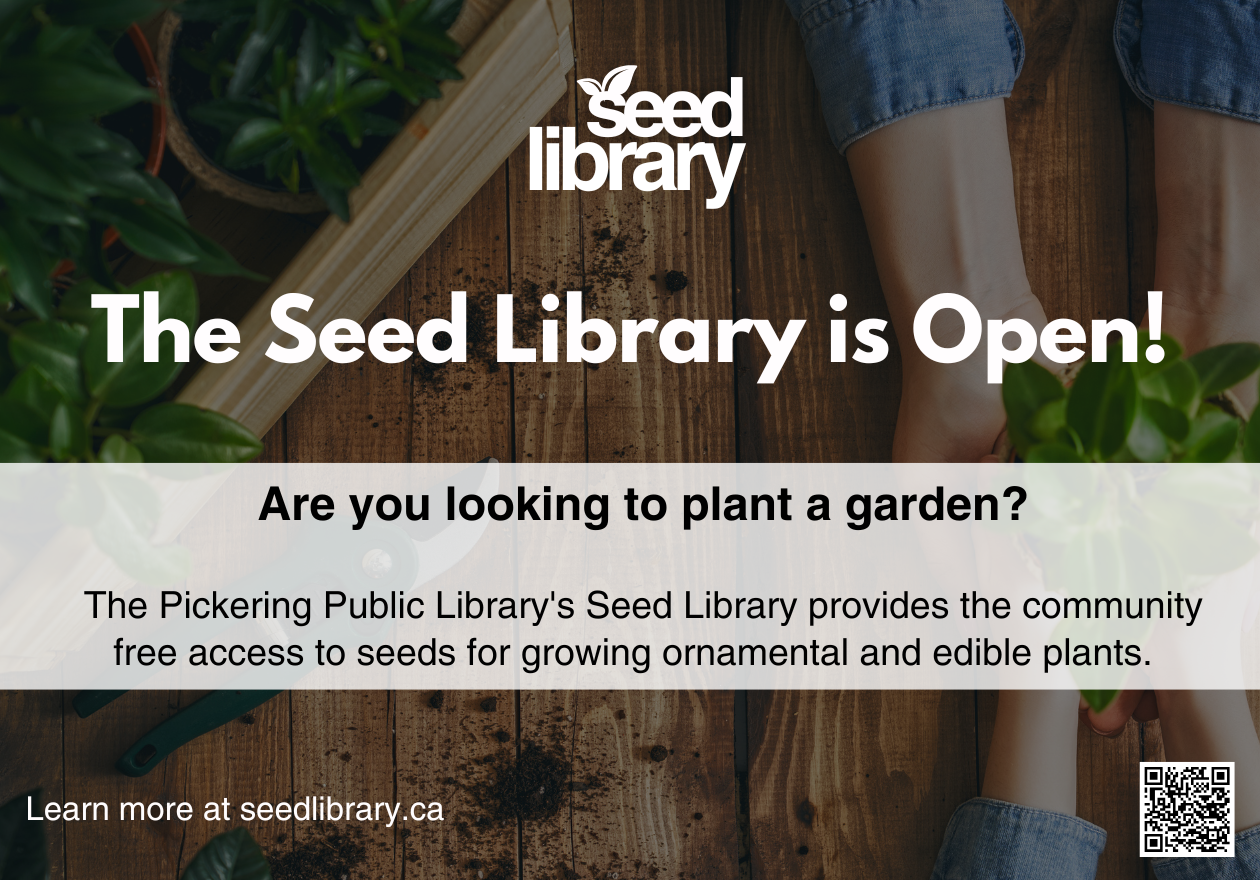 seed
library
The Seed Library is Open!
Are you looking to plant a garden?
The Pickering Public Library's Seed Library provides the community
free access to seeds for growing ornamental and edible plants.
Learn more at seedlibrary.ca